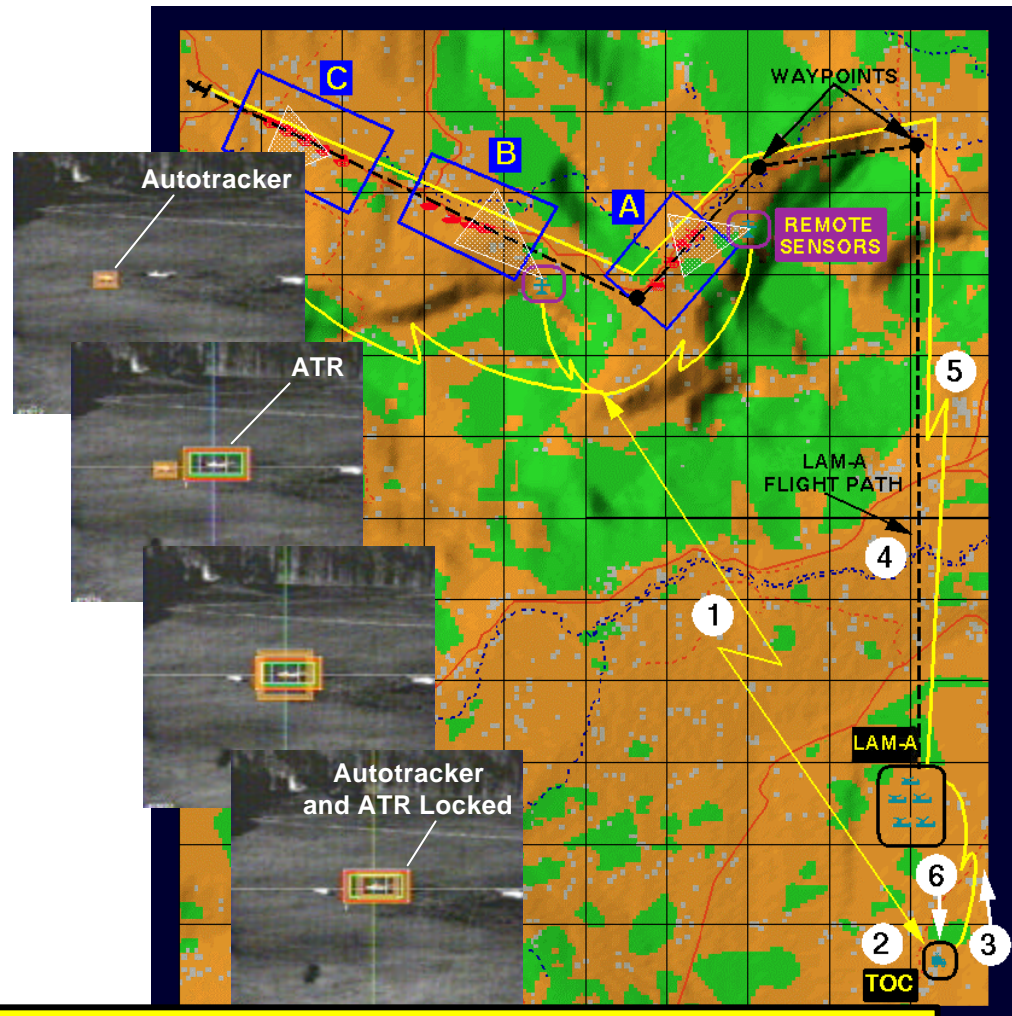 C
WAYPOINTS
B
Autotracker
A
REMOTE
SENSORS
ATR
5
LAM-A
FLIGHT PATH
4
1
LAM-A
Autotracker
and ATR Locked
6
2
3
TOC